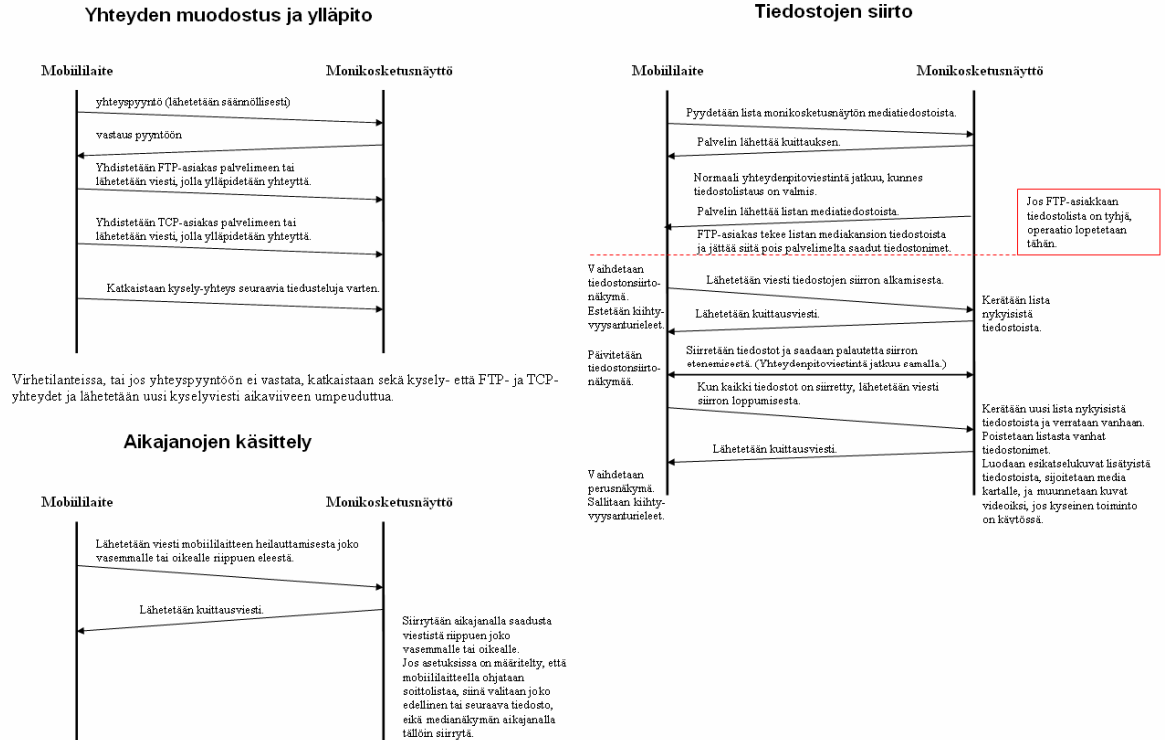 Yhteyden muodostus ja ylläpito
Mobiililaite
Monikosketusnäyttö
yhteyspyyntö (lähetetään säännöllisesti)
vastaus pyyntöön
Yhdistetään FTP-asiakas palvelimeen tai
lähetetään viesti, jolla ylläpidetään yhteyttä.
Yhdistetään TCP-asiakas palvelimeen tai
lähetetään viesti, jolla ylläpidetään yhteyttä.
Katkaistaan kysely-yhteys seuraavia tiedusteluja varten.
Virhetilanteissa, tai jos yhteyspyyntöön ei vastata, katkaistaan sekä kysely- että FTP- ja TCP-
yhteydet ja lähetetään uusi kyselyviesti aikaviiveen umpeuduttua.
Aikajanojen käsittely
Mobiililaite
Monikosketusnäyttö
Lähetetään viesti mobiililaitteen heilauttamisesta joko
vasemmalle tai oikealle riippuen eleestä.
Lähetetään kuittausviesti.
Siirrytään aikajanalla saadusta
viestistä riippuen joko
vasemmalle tai oikealle.
Jos asetuksissa on määritelty, että
mobiililaitteella ohjataan
soittolistaa, siinä valitaan joko
edellinen tai seuraava tiedosto,
eikä medianäkymän aikajanalla
tällöin siirrytä.
Tiedostojen siirto
Mobiililaite
Monikosketusnäyttö
Pyydetään lista monikosketusnäytön mediatiedostoista.
Palvelin lähettää kuittauksen.
Normaali yhteydenpitoviestintä jatkuu, kunnes
tiedostolistaus on valmis.
Palvelin lähettää listan mediatiedostoista.
FTP-asiakas tekee listan mediakansion tiedostoista
ja jättää siitä pois palvelimelta saadut tiedostonimet.
Jos FTP-asiakkaan
tiedostolista on tyhjä,
operaatio lopetetaan
tähän.
Vaihdetaan
tiedostonsiirto-
näkymä.
Estetään kiihty-
vyysanturieleet.
Lähetetään viesti tiedostojen siirron alkamisesta.
Lähetetään kuittausviesti.
Kerätään lista
nykyisistä
tiedostoista.
Päivitetään
tiedostonsiirto-
näkymää.
Siirretään tiedostot ja saadaan palautetta siirron
etenemisestä. (Yhteydenpitoviestintä jatkuu samalla.)
Kun kaikki tiedostot on siirretty, lähetetään viesti
siirron loppumisesta.
Lähetetään kuittausviesti.
Kerätään uusi lista nykyisistä
tiedostoista ja verrataan vanhaan.
Poistetaan listasta vanhat
tiedostonimet.
Luodaan esikatselukuvat lisätyistä
tiedostoista, sijoitetaan media
kartalle, ja muunnetaan kuvat
videoiksi, jos kyseinen toiminto
on käytössä.
Vaihdetaan
perusnäkymä.
Sallitaan kiihty-
vyysanturieleet.